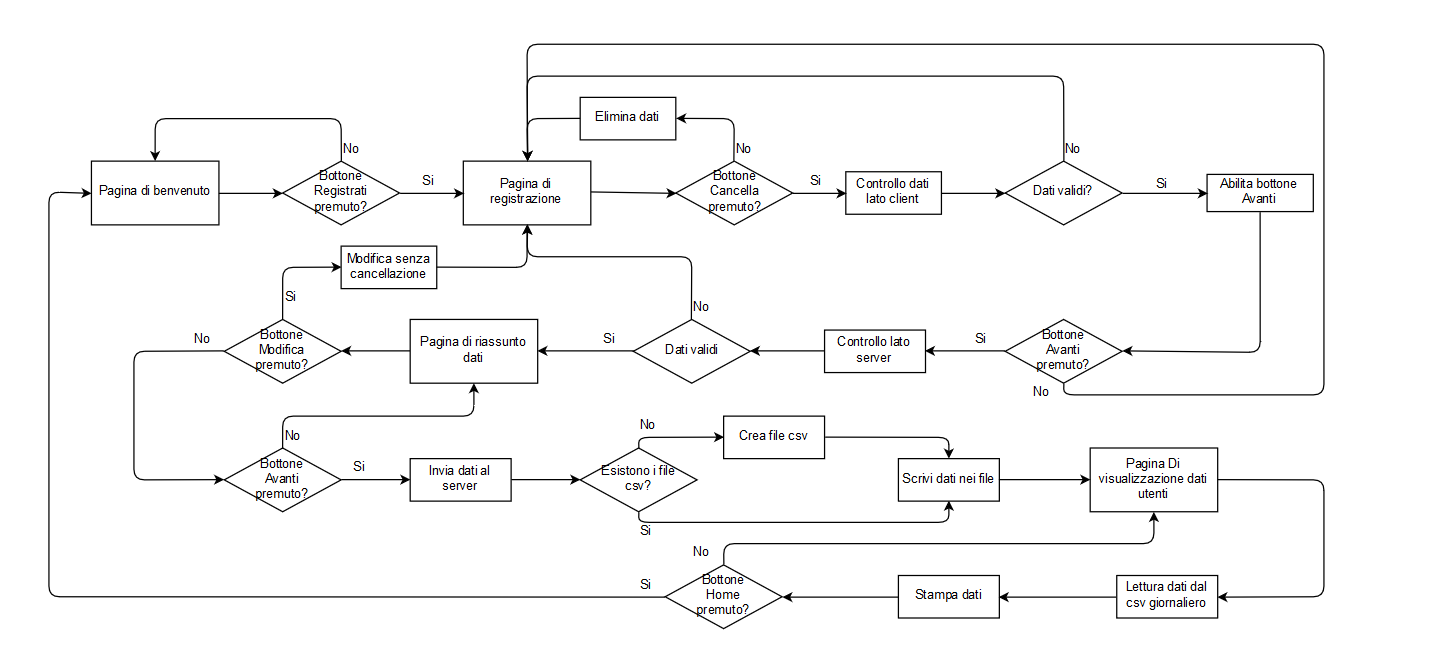 Elimina dati
No
No
No
Pagina di benvenuto
Bottone
Registrati
premuto?
Si
Pagina di
registrazione
Bottone
Cancella
premuto?
Si
Controllo dati
lato client
Dati validi?
Si
Abilita bottone
Avanti
Modifica senza
cancellazione
Si
No
No
Bottone
Modifica
premuto?
Pagina di riassunto
dati
Si
Dati validi
Controllo lato
server
Si
Bottone
Avanti
premuto?
No
No
Bottone
Avanti
premuto?
Si
Invia dati al
server
Esistono i file
csv?
No
Crea file csv
Si
Scrivi dati nei file
Pagina Di
visualizzazione dati
utenti
No
Si
Bottone
Home
premuto?
Stampa dati
Lettura dati dal
csv giornaliero